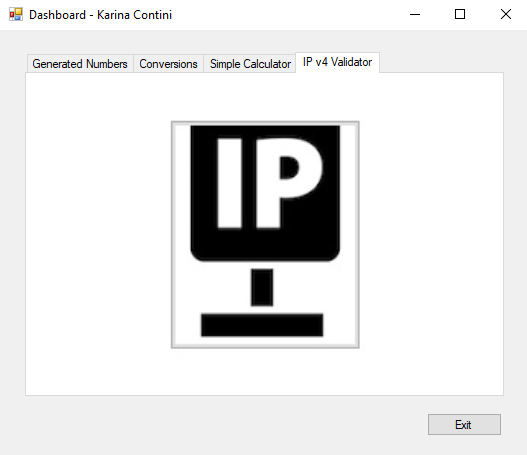 Dashboard - Karina Contini
Generated Numbers Conversions Simple Calculator IP v4 Validator
IP
Exit